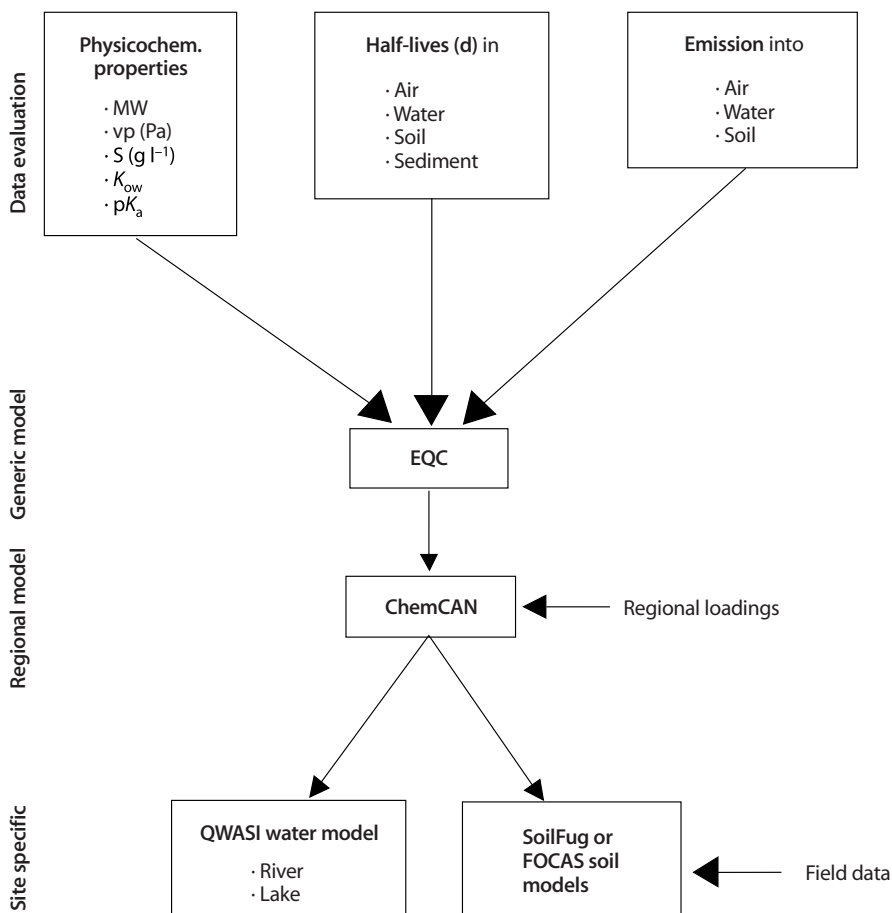 Data evaluation
Physicochem.
properties
· MW
· vp (Pa)
· S (g l⁻¹)
· Kow
· pKa
Half-lives (d) in
· Air
· Water
· Soil
· Sediment
Emission into
· Air
· Water
· Soil
Generic model
EQC
Regional model
ChemCAN
Regional loadings
Site specific
QWASI water model
· River
· Lake
SoilFug or
FOCAS soil
models
Field data